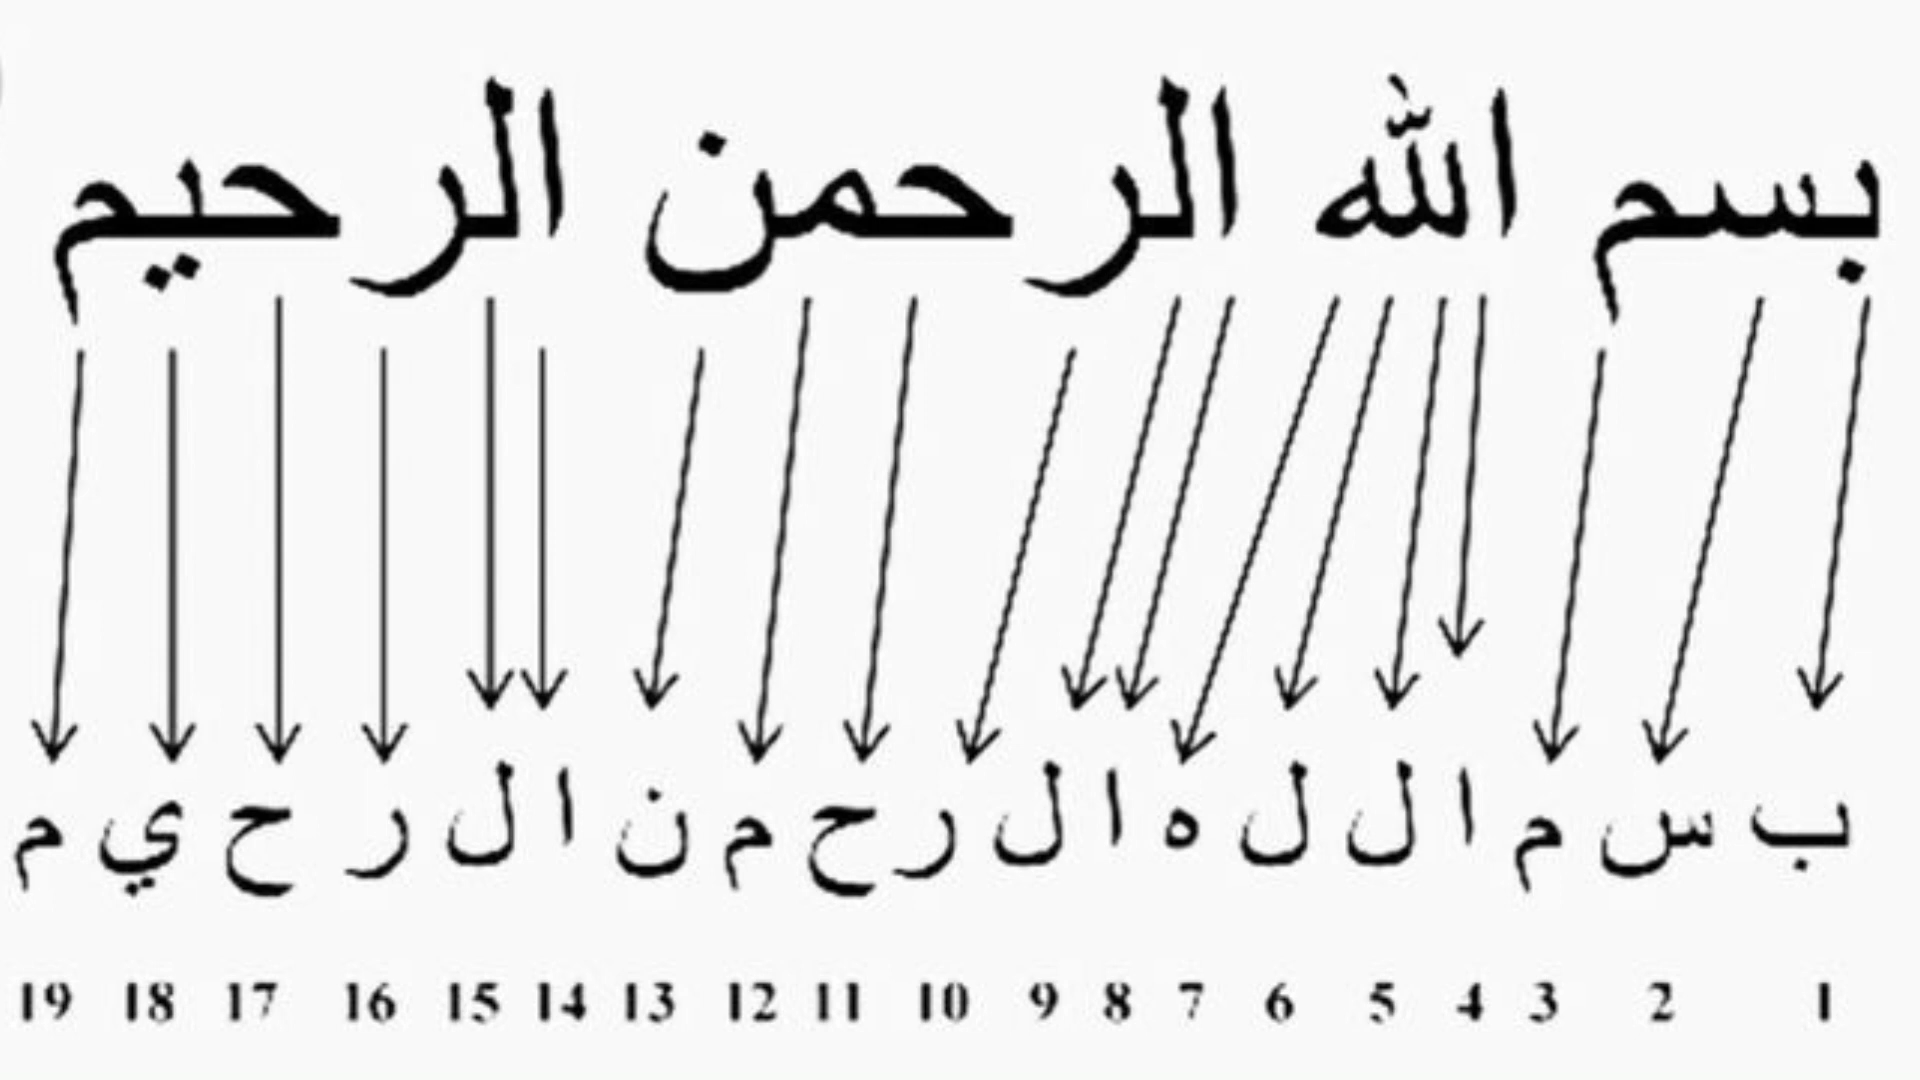 بسم الله الرحمن الرحيم
ب س م ا ل ل ه ا ل ر ح م ن ا ل ر ح ي م
1 2 3 4 5 6 7 8 9 10 11 12 13 14 15 16 17 18 19